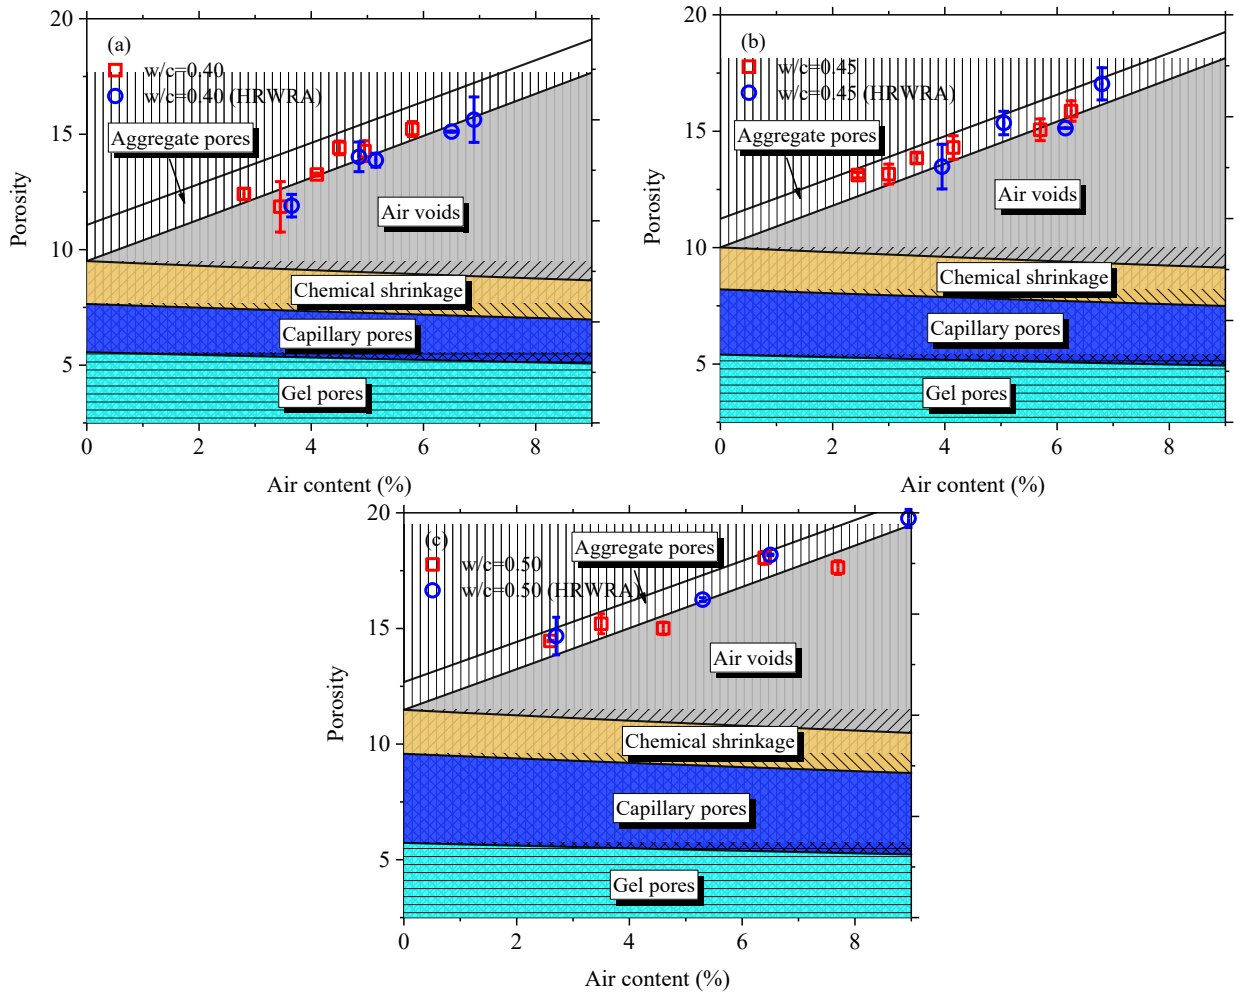 20
(a)
w/c=0.40
w/c=0.40 (HRWRA)
15
Aggregate pores
Porosity
Air voids
10
Chemical shrinkage
Capillary pores
5
Gel pores
0 2 4 6 8
Air content (%)
20
(b)
w/c=0.45
w/c=0.45 (HRWRA)
15
Aggregate pores
Porosity
Air voids
10
Chemical shrinkage
Capillary pores
5
Gel pores
0 2 4 6 8
Air content (%)
20
(c)
Aggregate pores
w/c=0.50
w/c=0.50 (HRWRA)
15
Air voids
Porosity
10
Chemical shrinkage
Capillary pores
5
Gel pores
0 2 4 6 8
Air content (%)